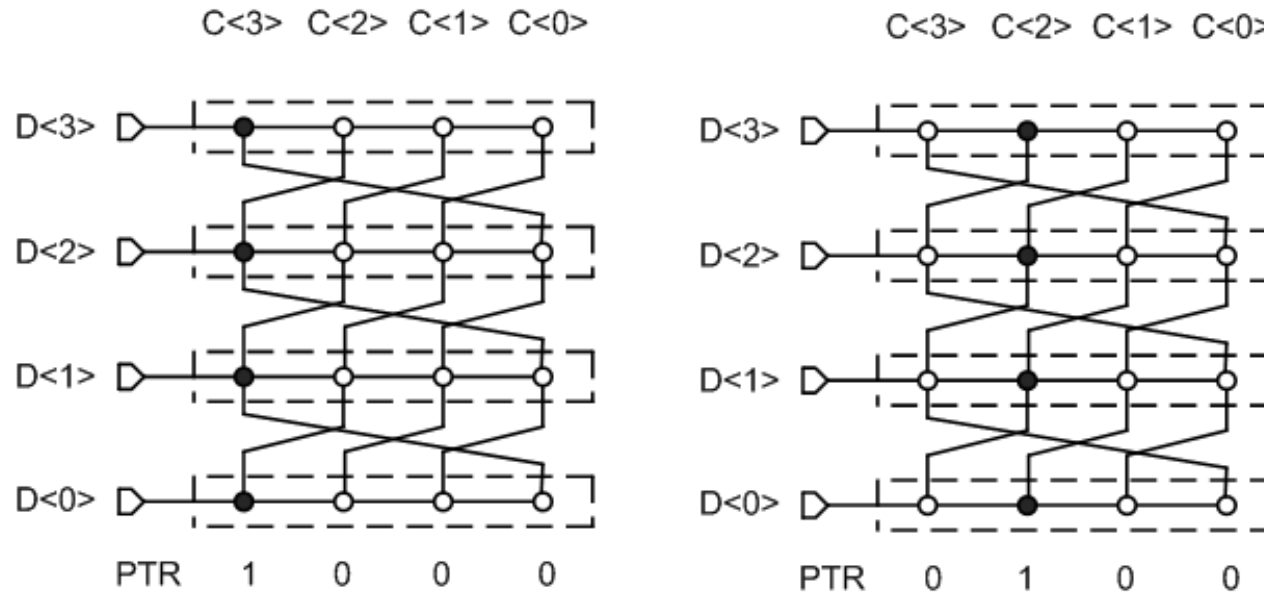 C<3> C<2> C<1> C<0>
D<3>
D<2>
D<1>
D<0>
PTR 1 0 0 0
C<3> C<2> C<1> C<0>
D<3>
D<2>
D<1>
D<0>
PTR 0 1 0 0